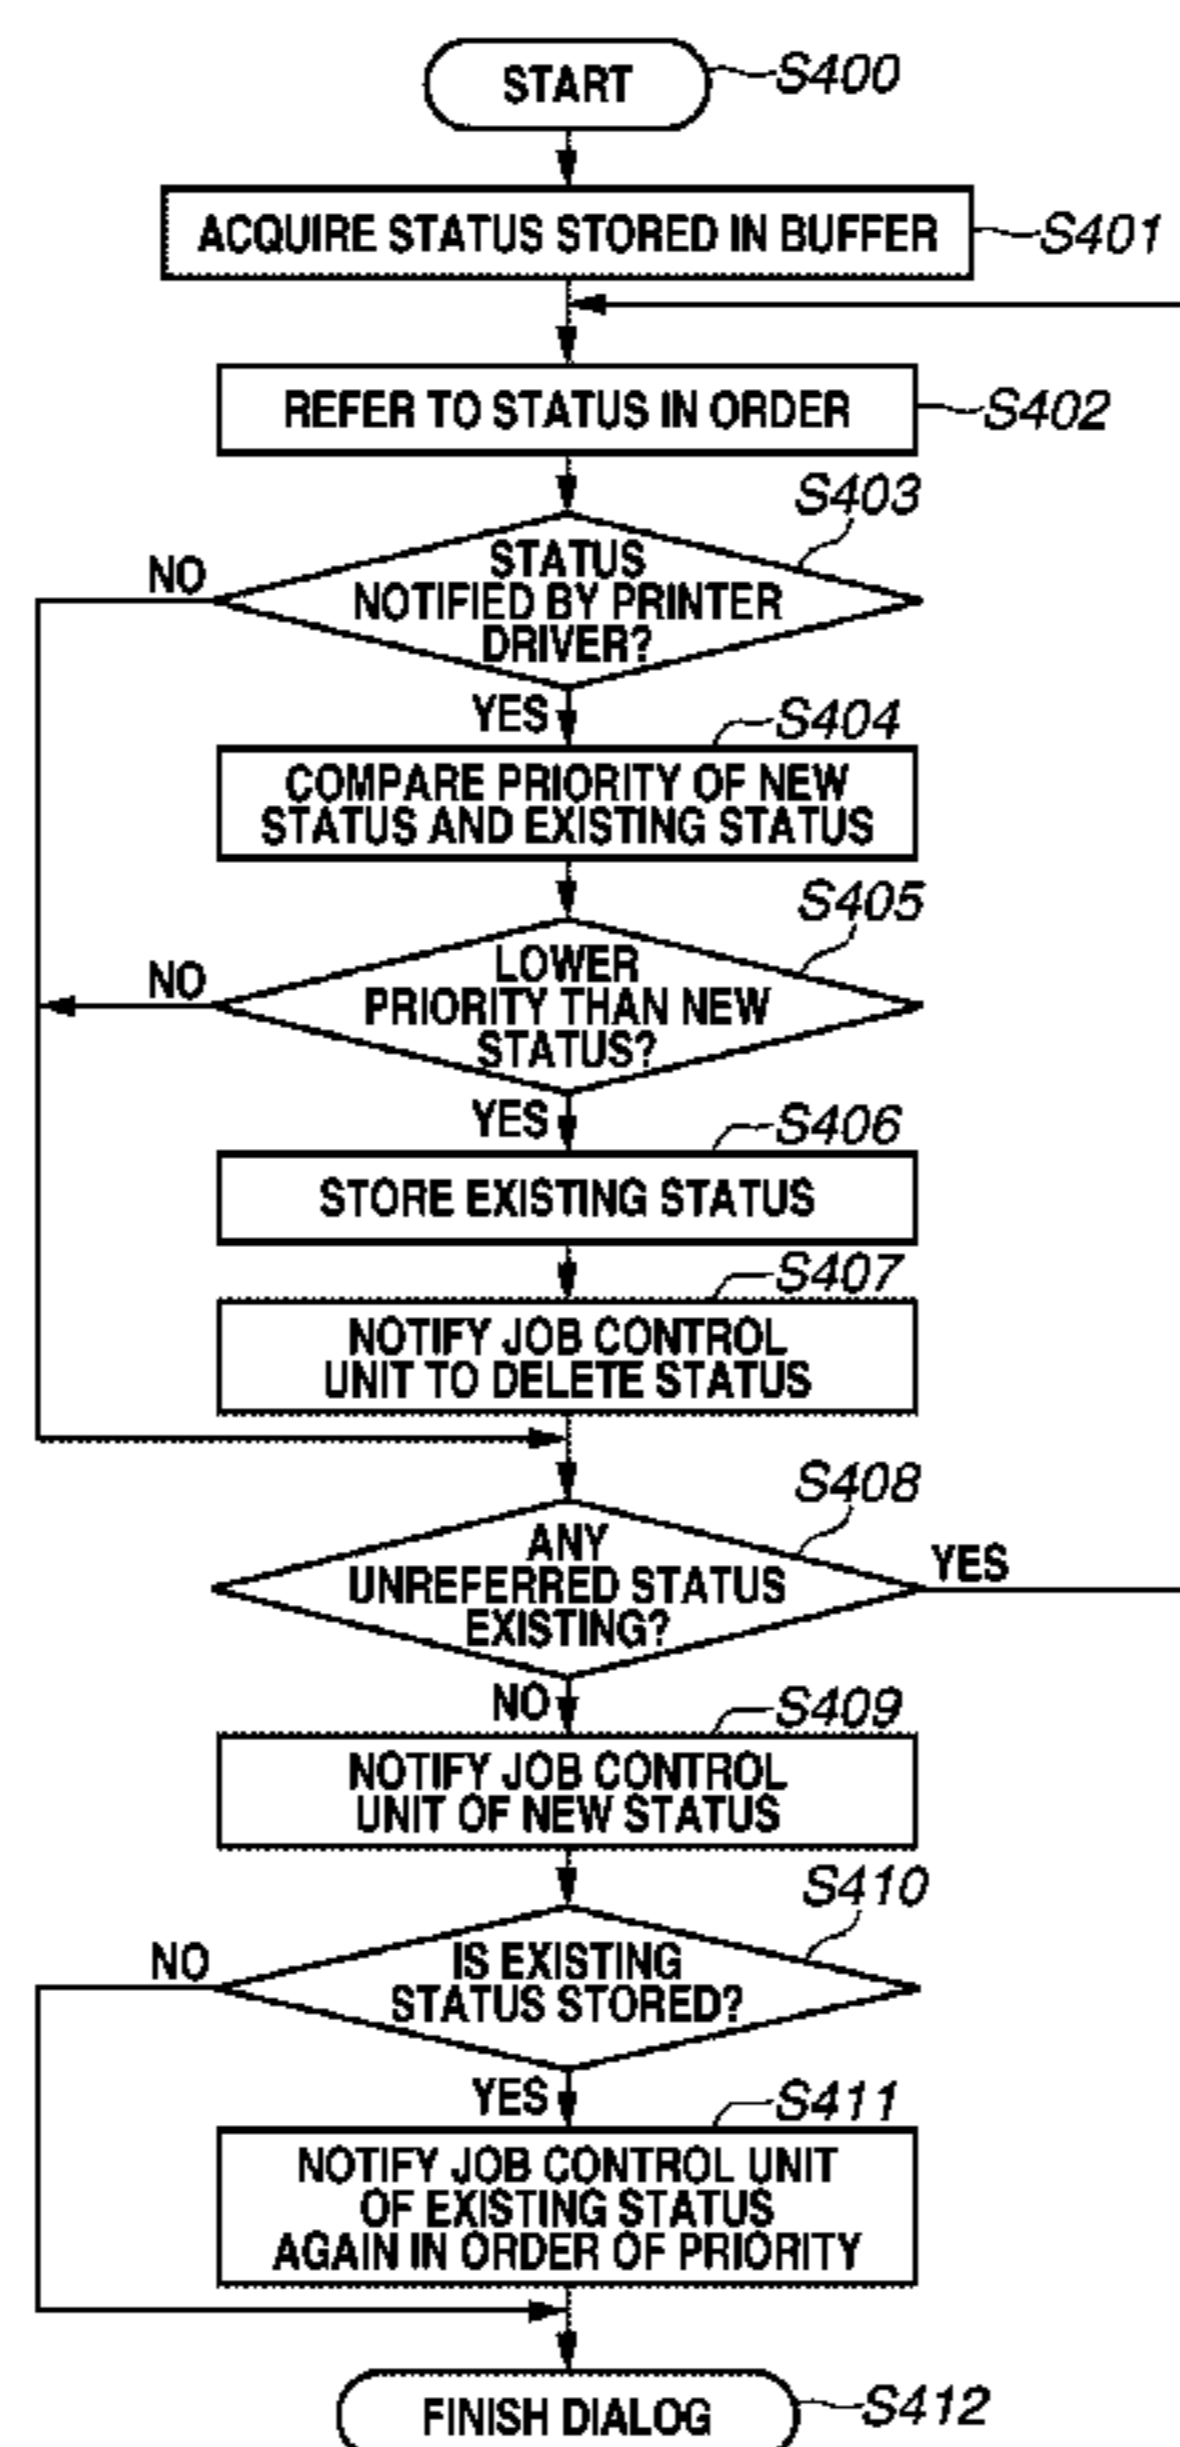 START
S400
ACQUIRE STATUS STORED IN BUFFER
S401
REFER TO STATUS IN ORDER
S402
S403
STATUS
NOTIFIED BY PRINTER
DRIVER?
NO
YES
S404
COMPARE PRIORITY OF NEW
STATUS AND EXISTING STATUS
S405
LOWER
PRIORITY THAN NEW
STATUS?
NO
YES
S406
STORE EXISTING STATUS
S407
NOTIFY JOB CONTROL
UNIT TO DELETE STATUS
S408
ANY
UNREFERRED STATUS
EXISTING?
YES
NO
S409
NOTIFY JOB CONTROL
UNIT OF NEW STATUS
S410
IS EXISTING
STATUS STORED?
NO
YES
S411
NOTIFY JOB CONTROL UNIT
OF EXISTING STATUS
AGAIN IN ORDER OF PRIORITY
FINISH DIALOG
S412